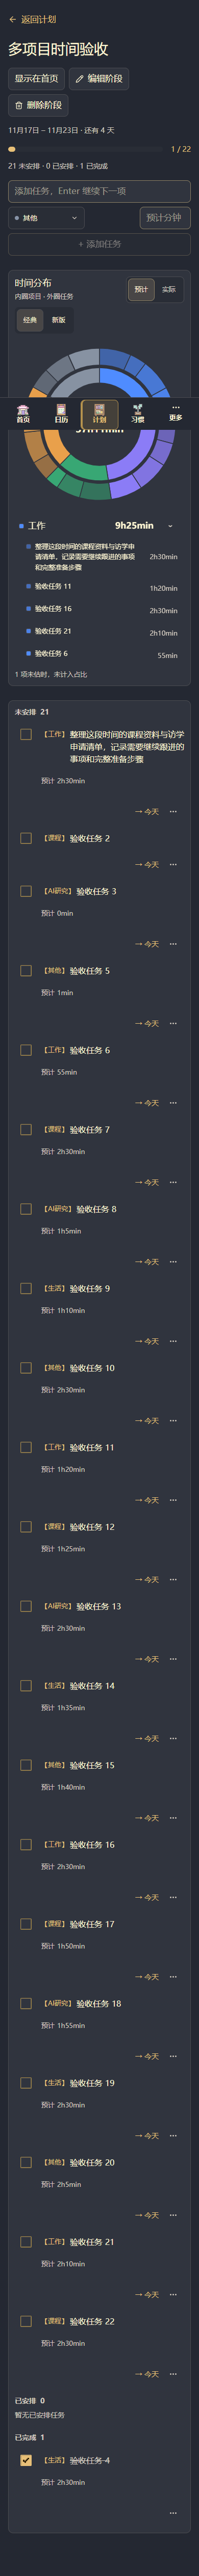 ← 返回计划
多项目时间验收
显示在首页
编辑阶段
删除阶段
11月17日 – 11月23日 · 还有 4 天
1 / 22
21 未安排 · 0 已安排 · 1 已完成
添加任务，Enter 继续下一项
其他
预计分钟
+ 添加任务
时间分布
内圈项目 · 外圈任务
预计
实际
经典
新版
首页
日历
计划
习惯
更多
工作
9h25min
整理这段时间的课程资料与访学申
请清单，记录需要继续跟进的事项
和完整准备步骤
2h30min
验收任务 11
1h20min
验收任务 16
2h30min
验收任务 21
2h10min
验收任务 6
55min
1 项未估时，未计入占比
未安排 21
【工作】 整理这段时间的课程资料与访学
申请清单，记录需要继续跟进的
事项和完整准备步骤
预计 2h30min
→ 今天 ···
【课程】 验收任务 2
→ 今天 ···
【AI研究】 验收任务 3
预计 0min
→ 今天 ···
【其他】 验收任务 5
预计 1min
→ 今天 ···
【工作】 验收任务 6
预计 55min
→ 今天 ···
【课程】 验收任务 7
预计 2h30min
→ 今天 ···
【AI研究】 验收任务 8
预计 1h5min
→ 今天 ···
【生活】 验收任务 9
预计 1h10min
→ 今天 ···
【其他】 验收任务 10
预计 2h30min
→ 今天 ···
【工作】 验收任务 11
预计 1h20min
→ 今天 ···
【课程】 验收任务 12
预计 1h25min
→ 今天 ···
【AI研究】 验收任务 13
预计 2h30min
→ 今天 ···
【生活】 验收任务 14
预计 1h35min
→ 今天 ···
【其他】 验收任务 15
预计 1h40min
→ 今天 ···
【工作】 验收任务 16
预计 2h30min
→ 今天 ···
【课程】 验收任务 17
预计 1h50min
→ 今天 ···
【AI研究】 验收任务 18
预计 1h55min
→ 今天 ···
【生活】 验收任务 19
预计 2h30min
→ 今天 ···
【其他】 验收任务 20
预计 2h5min
→ 今天 ···
【工作】 验收任务 21
预计 2h10min
→ 今天 ···
【课程】 验收任务 22
预计 2h30min
→ 今天 ···
已安排 0
暂无已安排任务
已完成 1
【生活】 验收任务 4
预计 2h30min
···